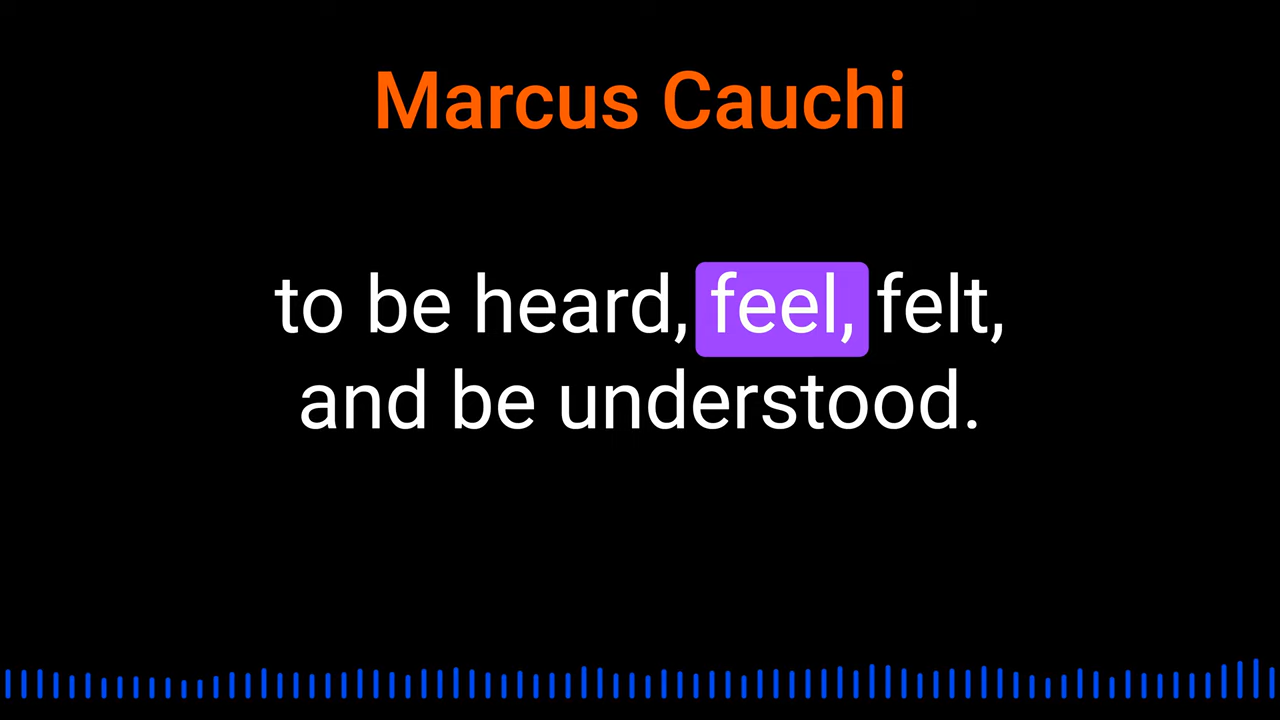 Marcus Cauchi
to be heard, feel, felt,
and be understood.